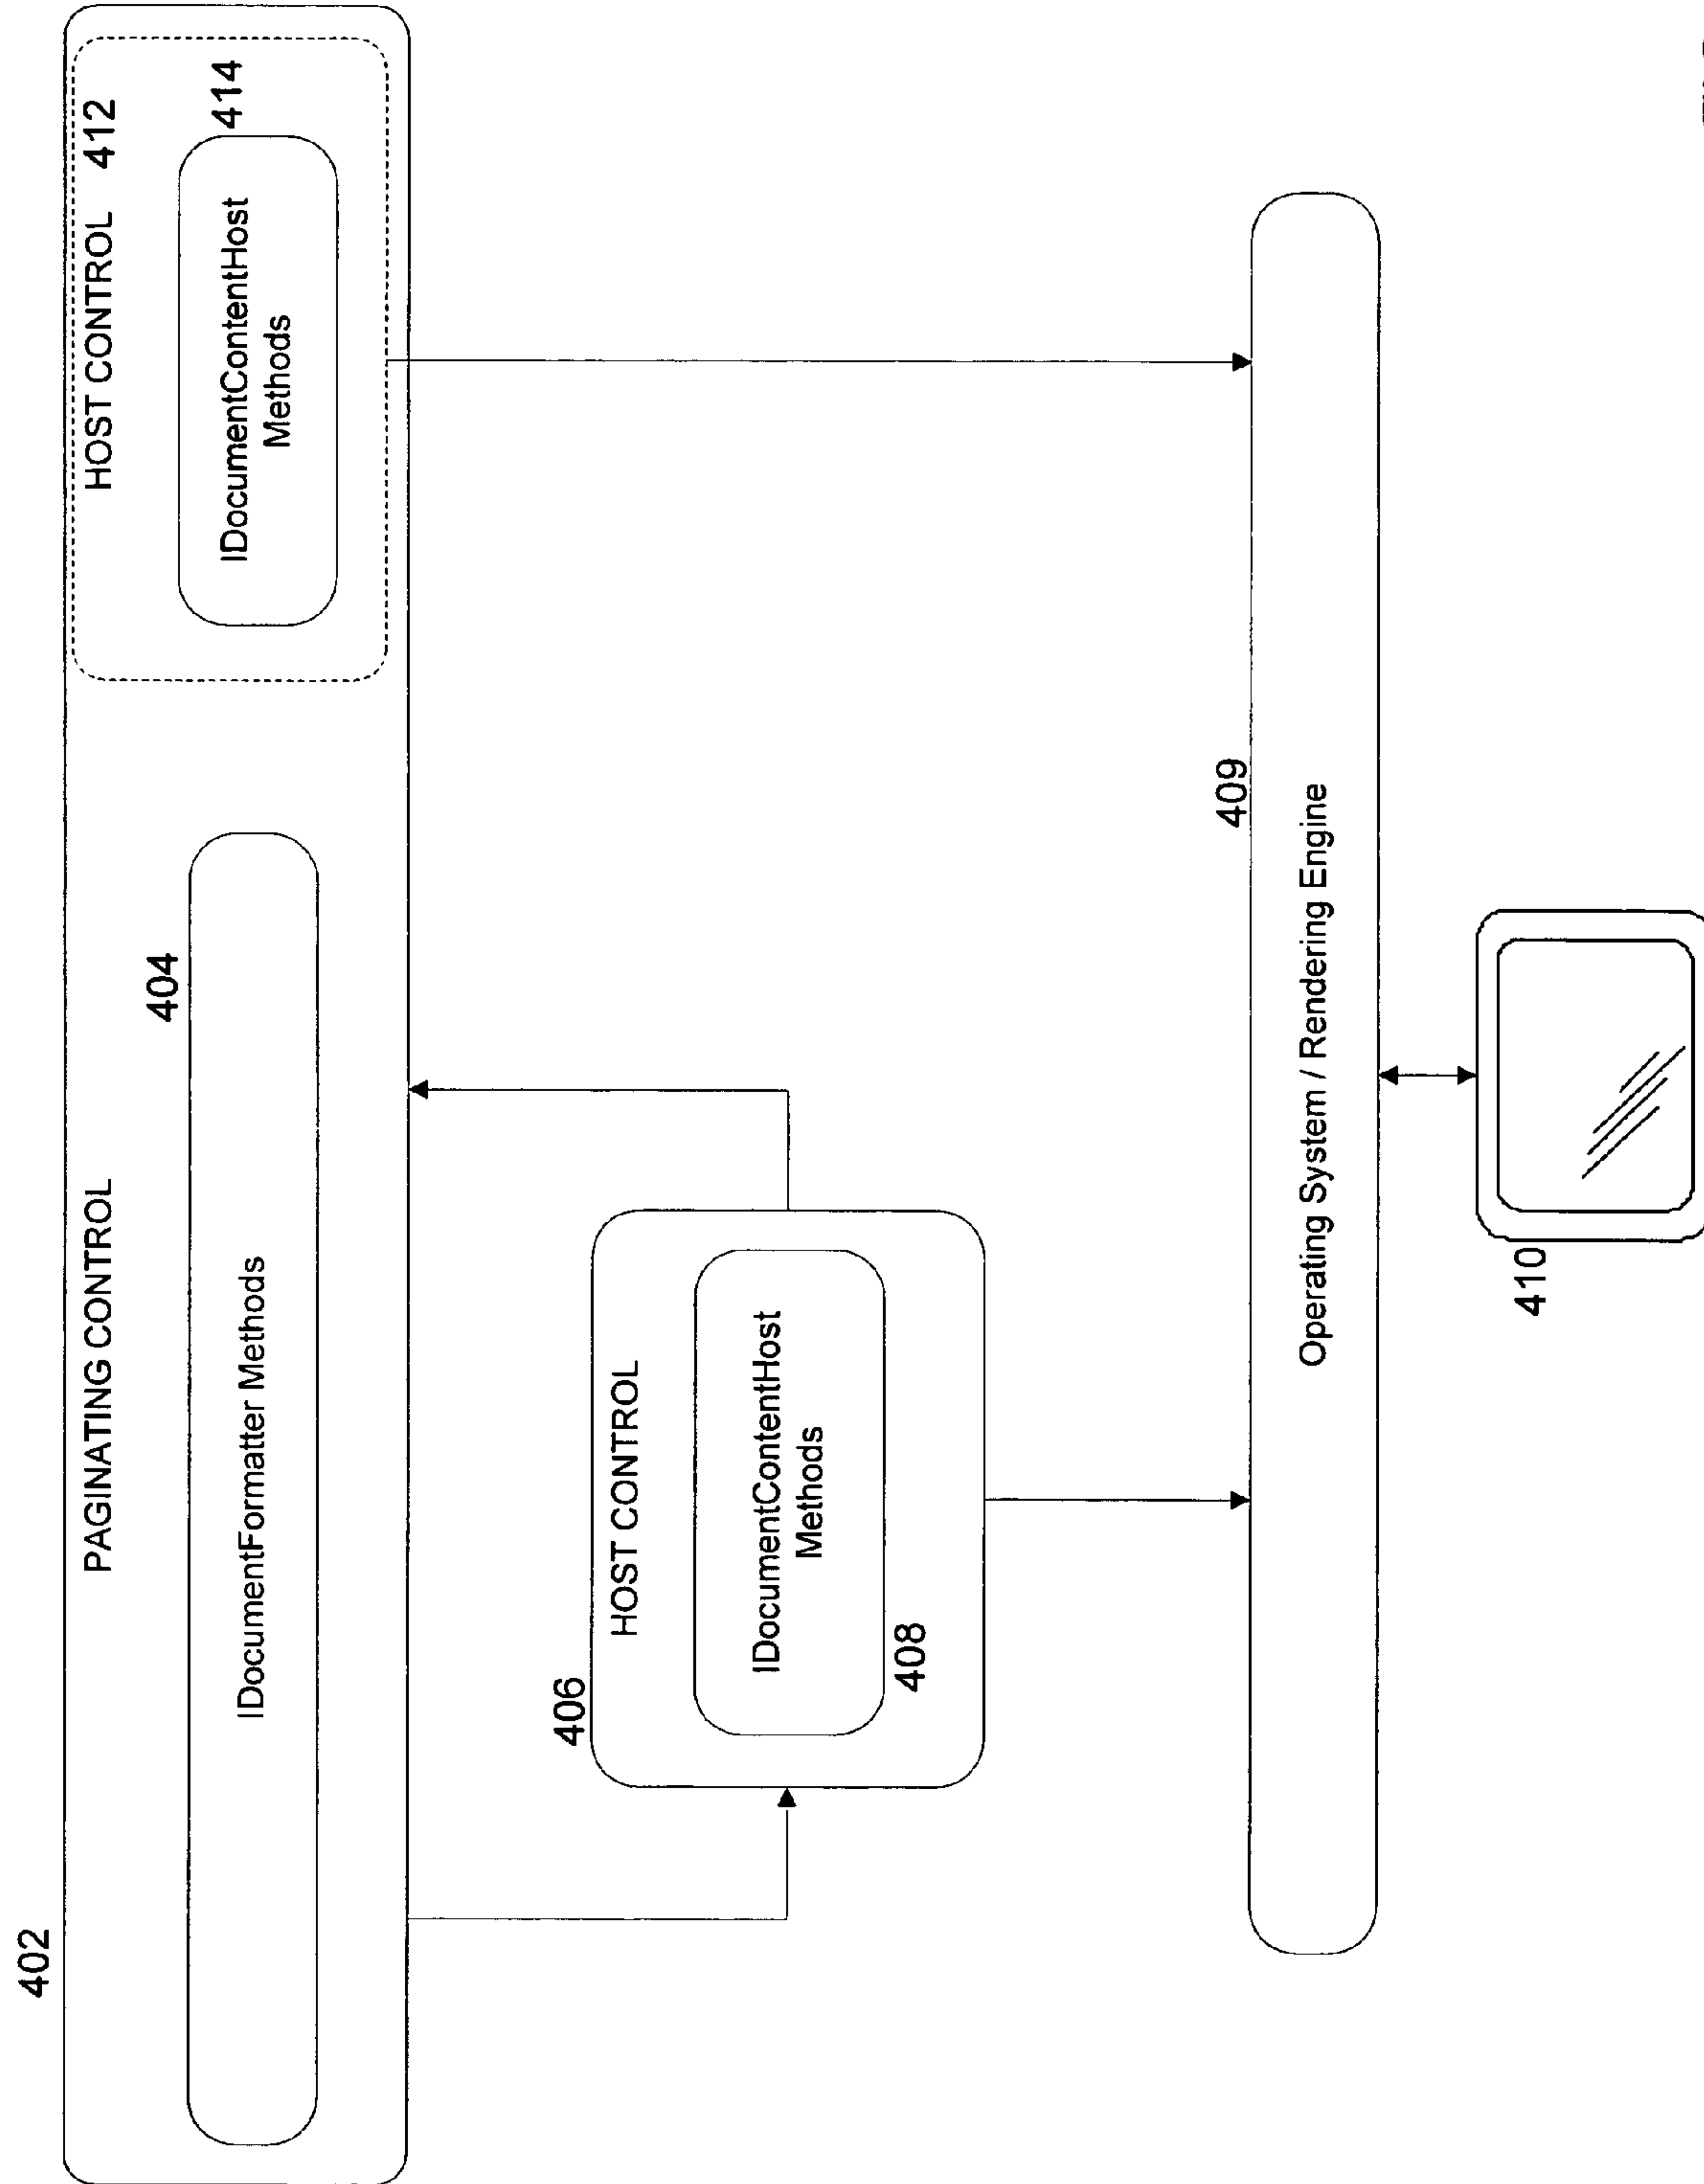 402
PAGINATING CONTROL
404
IDocumentFormatter Methods
HOST CONTROL 412
414
IDocumentContentHost
Methods
406
HOST CONTROL
IDocumentContentHost
Methods
408
409
Operating System / Rendering Engine
410